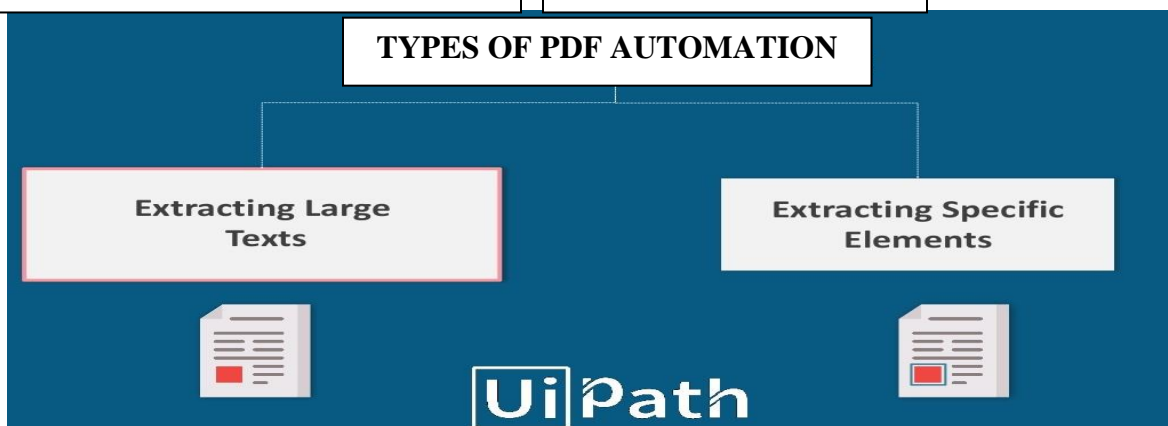 TYPES OF PDF AUTOMATION
Extracting Large
Texts
Extracting Specific
Elements
UiPath